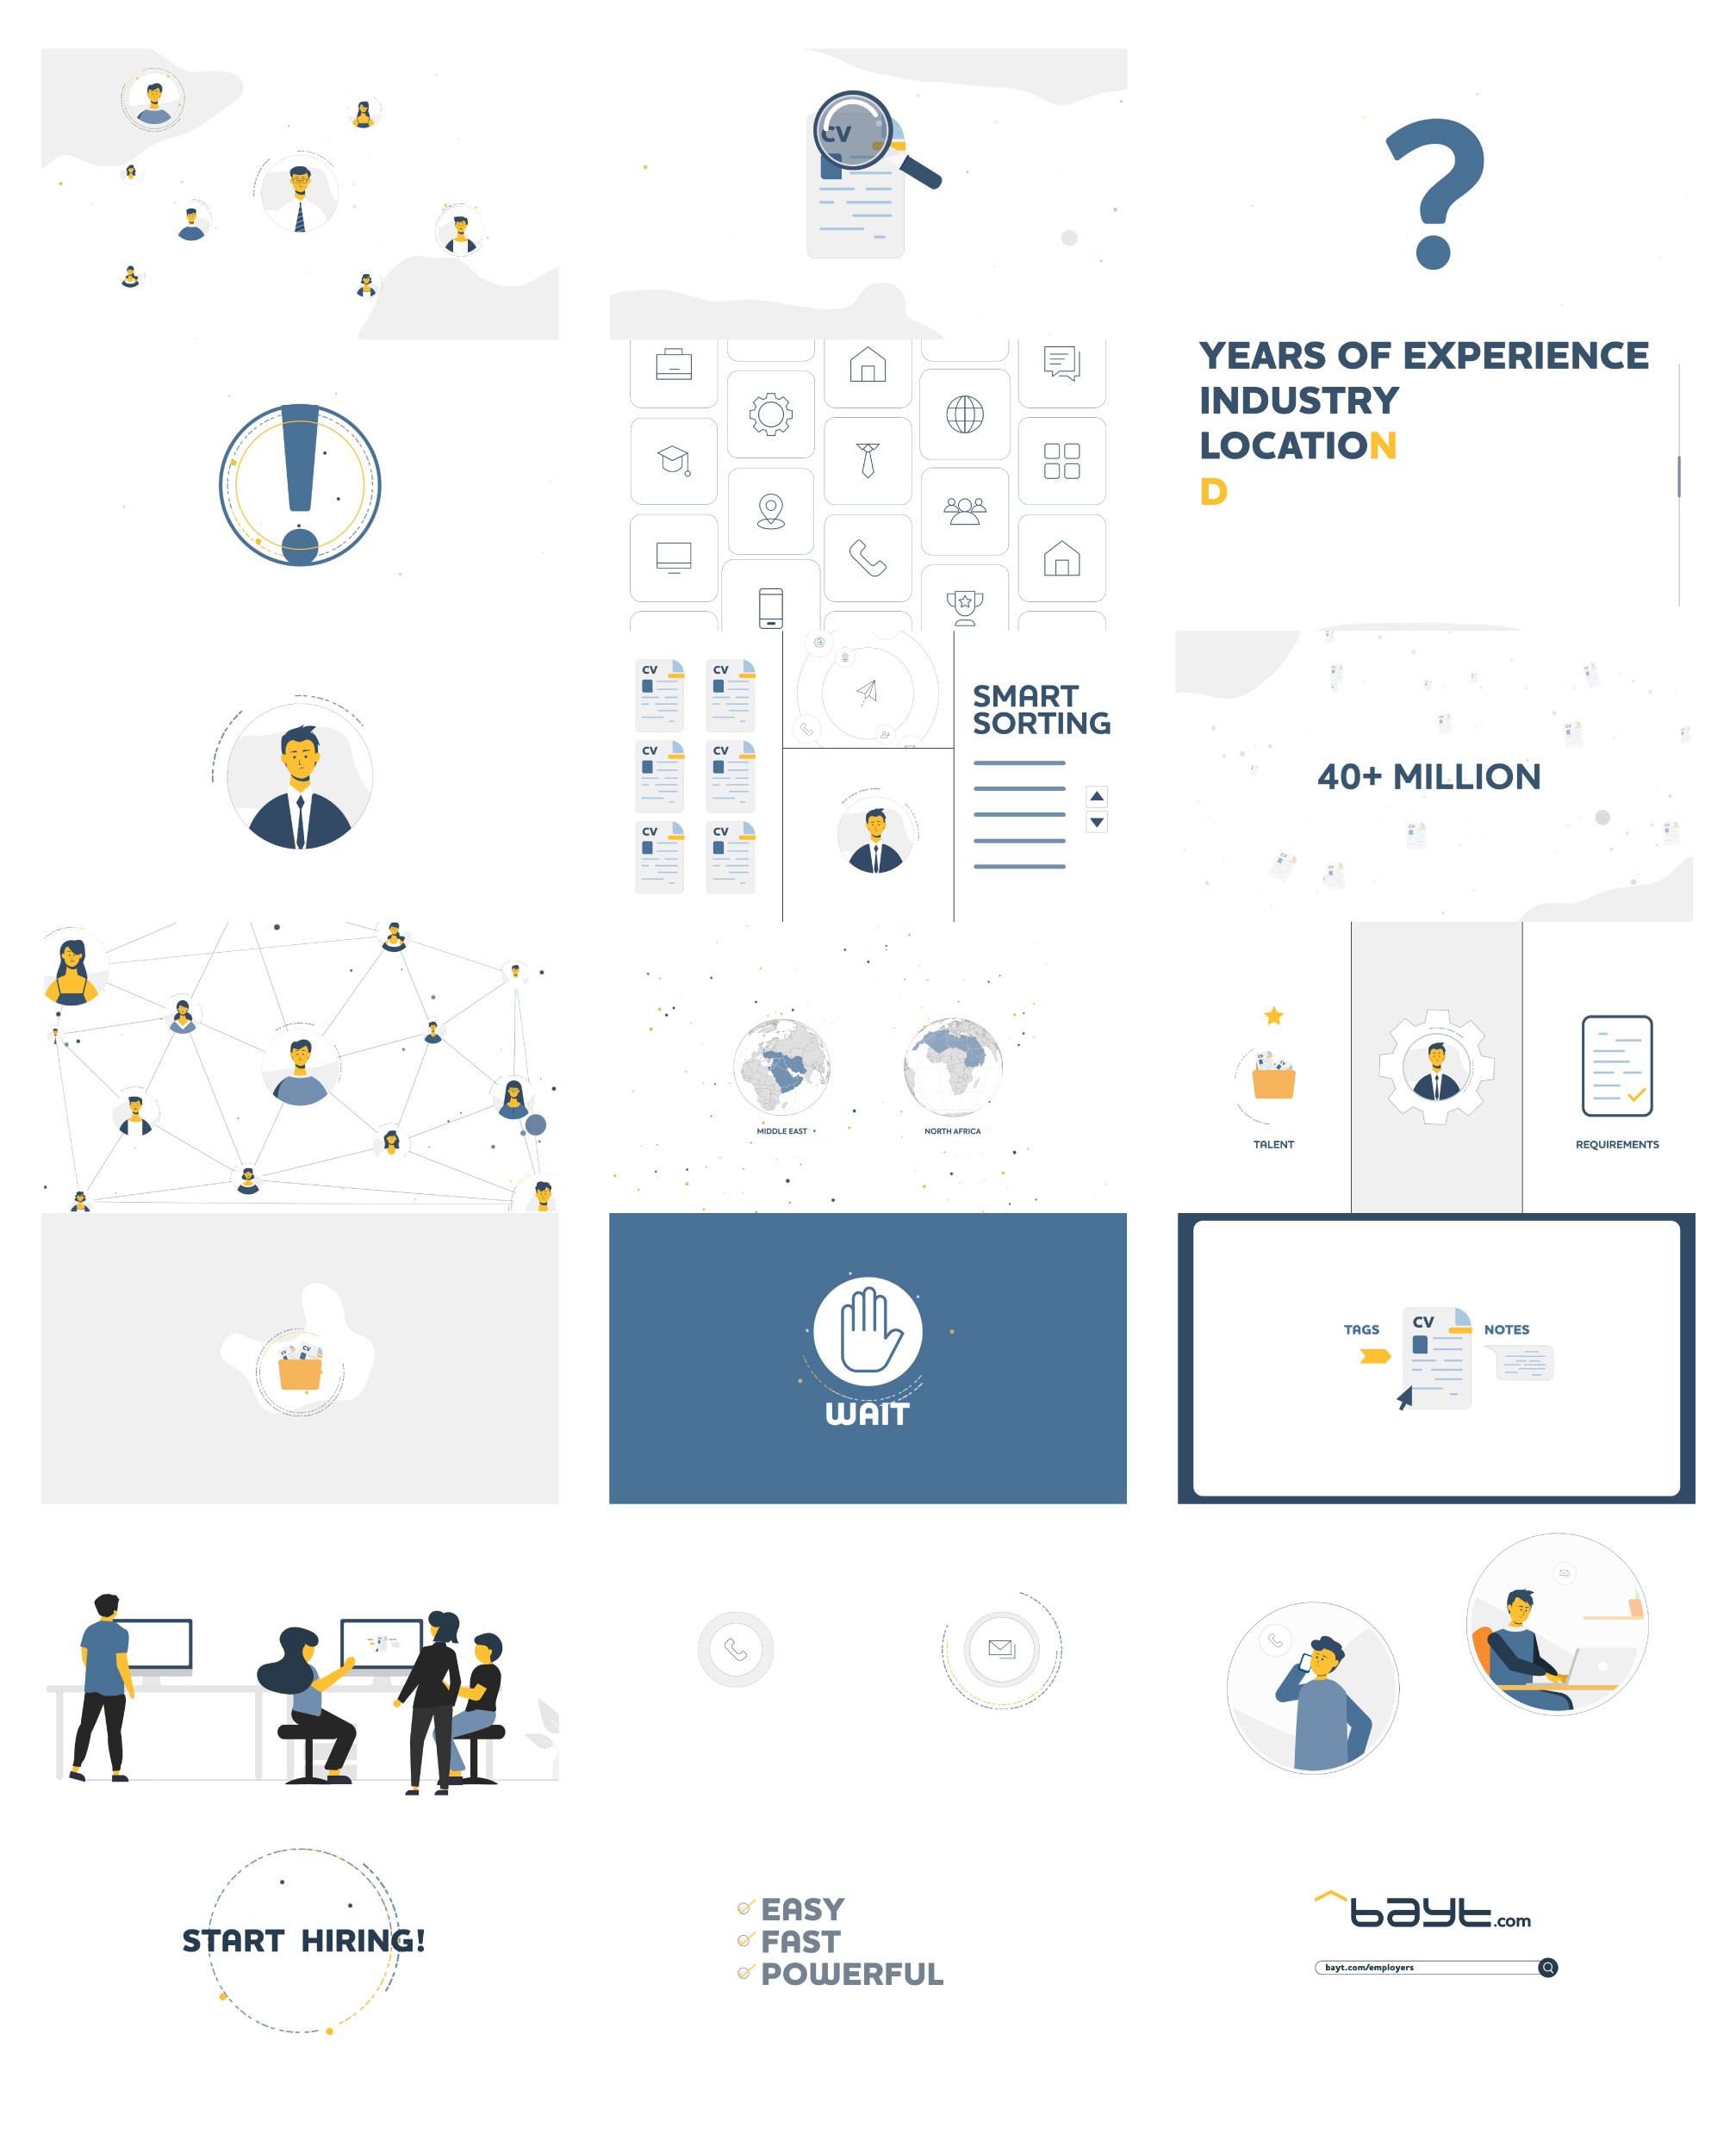 CV
YEARS OF EXPERIENCE
INDUSTRY
LOCATION
D
CV
CV
CV
CV
CV
CV
SMART
SORTING
40+ MILLION
MIDDLE EAST
NORTH AFRICA
TALENT
REQUIREMENTS
CV
WAIT
TAGS
CV
NOTES
START HIRING!
EASY
FAST
POWERFUL
bayt.com
bayt.com/employers